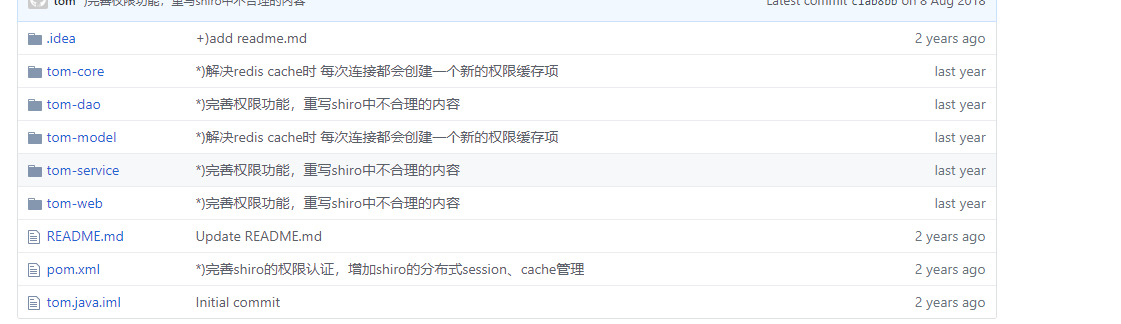 tom *)完善权限功能，重写shiro中不合理的内容 Latest commit c1ab8bb on 8 Aug 2018
.idea +)add readme.md 2 years ago
tom-core *)解决redis cache时 每次连接都会创建一个新的权限缓存项 last year
tom-dao *)完善权限功能，重写shiro中不合理的内容 last year
tom-model *)解决redis cache时 每次连接都会创建一个新的权限缓存项 last year
tom-service *)完善权限功能，重写shiro中不合理的内容 last year
tom-web *)完善权限功能，重写shiro中不合理的内容 last year
README.md Update README.md 2 years ago
pom.xml *)完善shiro的权限认证，增加shiro的分布式session、cache管理 2 years ago
tom.java.iml Initial commit 2 years ago